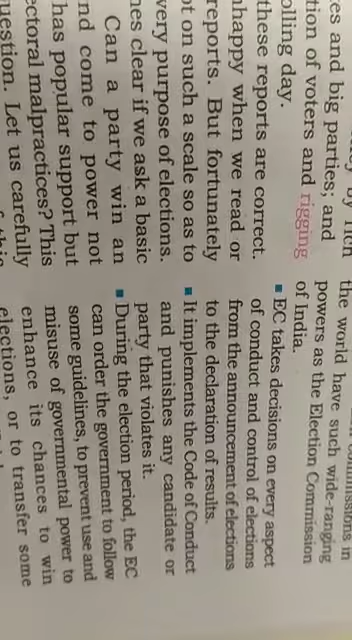 by rich
res and big parties; and
tion of voters and rigging
olling day.
these reports are correct.
happy when we read or
reports. But fortunately
ot on such a scale so as to
very purpose of elections.
nes clear if we ask a basic
Can a party win an
nd come to power not
has popular support but
ectoral malpractices? This
uestion. Let us carefully
the world have such wide-ranging
powers as the Election Commission
of India.
▪ EC takes decisions on every aspect
of conduct and control of elections
from the announcement of elections
to the declaration of results.
▪ It implements the Code of Conduct
and punishes any candidate or
party that violates it.
▪ During the election period, the EC
can order the government to follow
some guidelines, to prevent use and
misuse of governmental power to
enhance its chances to win
elections, or to transfer some